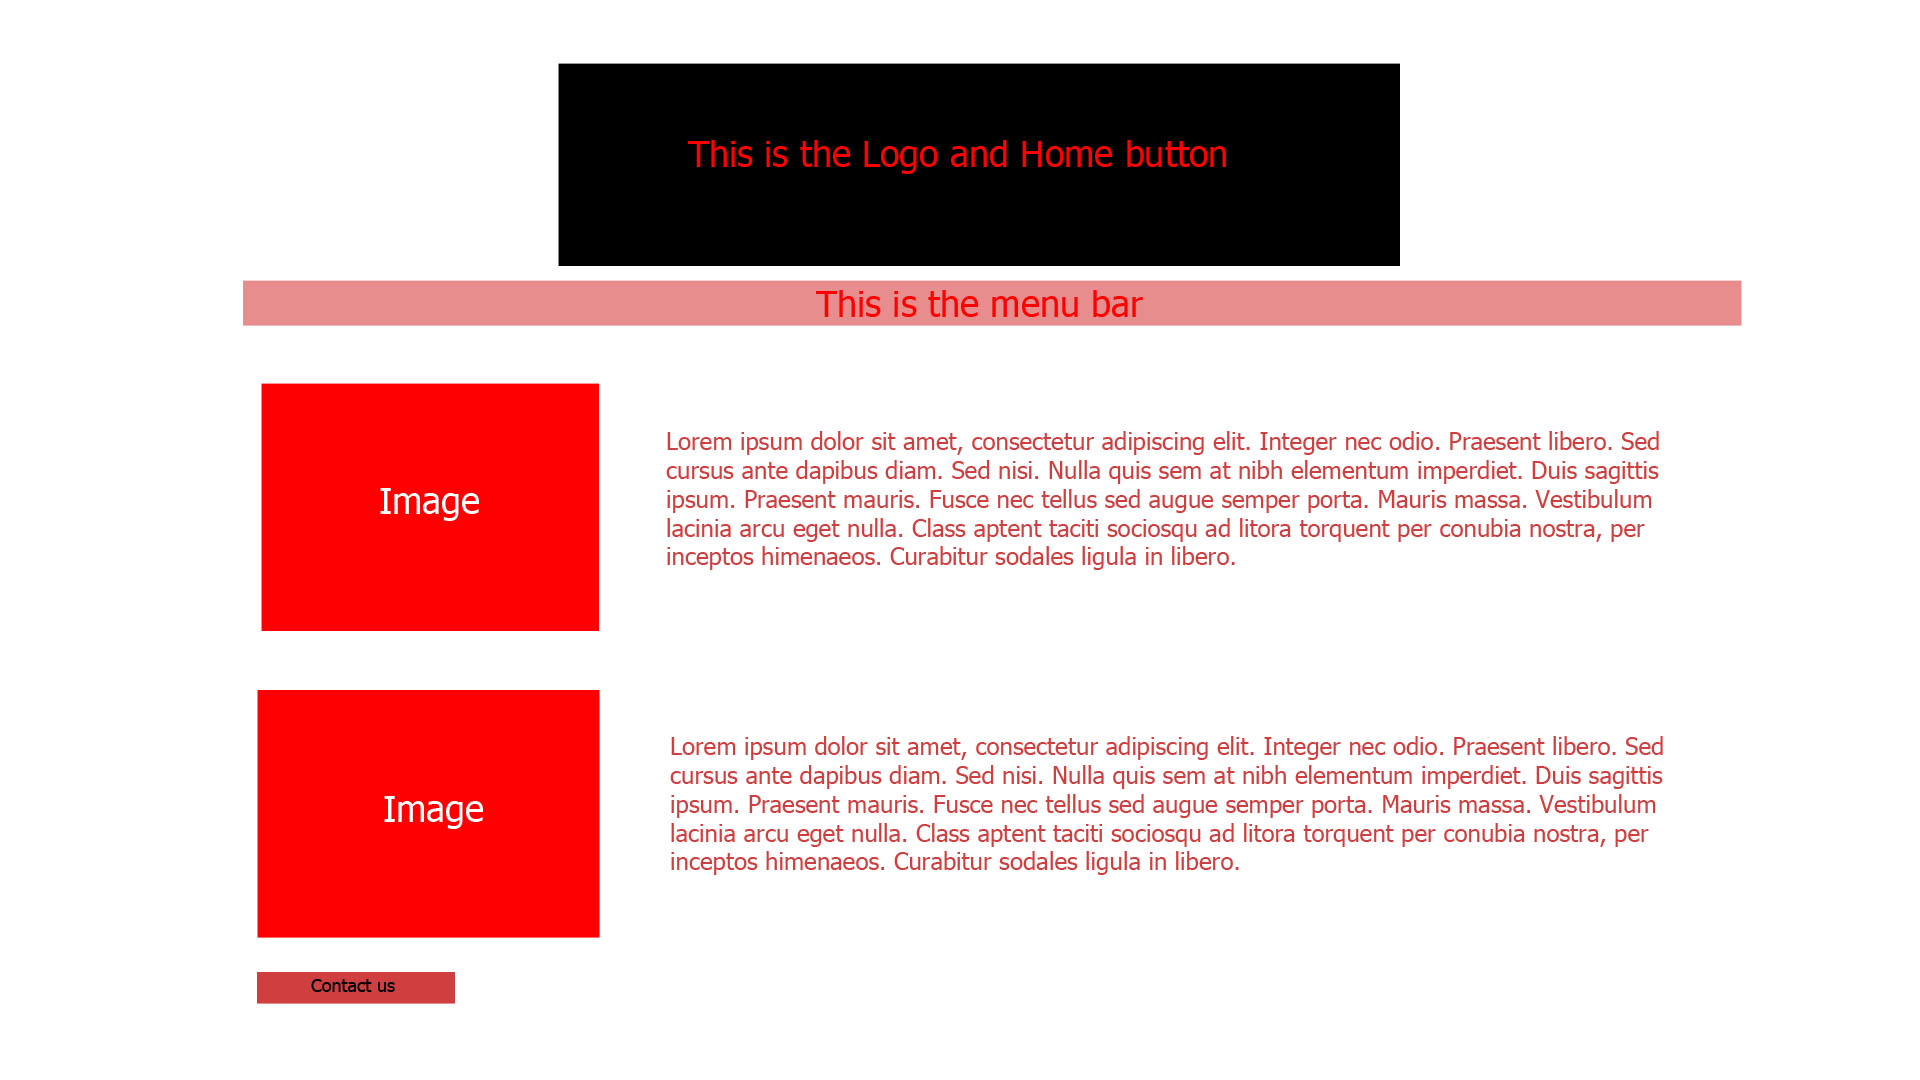 This is the Logo and Home button
This is the menu bar
Image
Lorem ipsum dolor sit amet, consectetur adipiscing elit. Integer nec odio. Praesent libero. Sed
cursus ante dapibus diam. Sed nisi. Nulla quis sem at nibh elementum imperdiet. Duis sagittis
ipsum. Praesent mauris. Fusce nec tellus sed augue semper porta. Mauris massa. Vestibulum
lacinia arcu eget nulla. Class aptent taciti sociosqu ad litora torquent per conubia nostra, per
inceptos himenaeos. Curabitur sodales ligula in libero.
Image
Lorem ipsum dolor sit amet, consectetur adipiscing elit. Integer nec odio. Praesent libero. Sed
cursus ante dapibus diam. Sed nisi. Nulla quis sem at nibh elementum imperdiet. Duis sagittis
ipsum. Praesent mauris. Fusce nec tellus sed augue semper porta. Mauris massa. Vestibulum
lacinia arcu eget nulla. Class aptent taciti sociosqu ad litora torquent per conubia nostra, per
inceptos himenaeos. Curabitur sodales ligula in libero.
Contact us